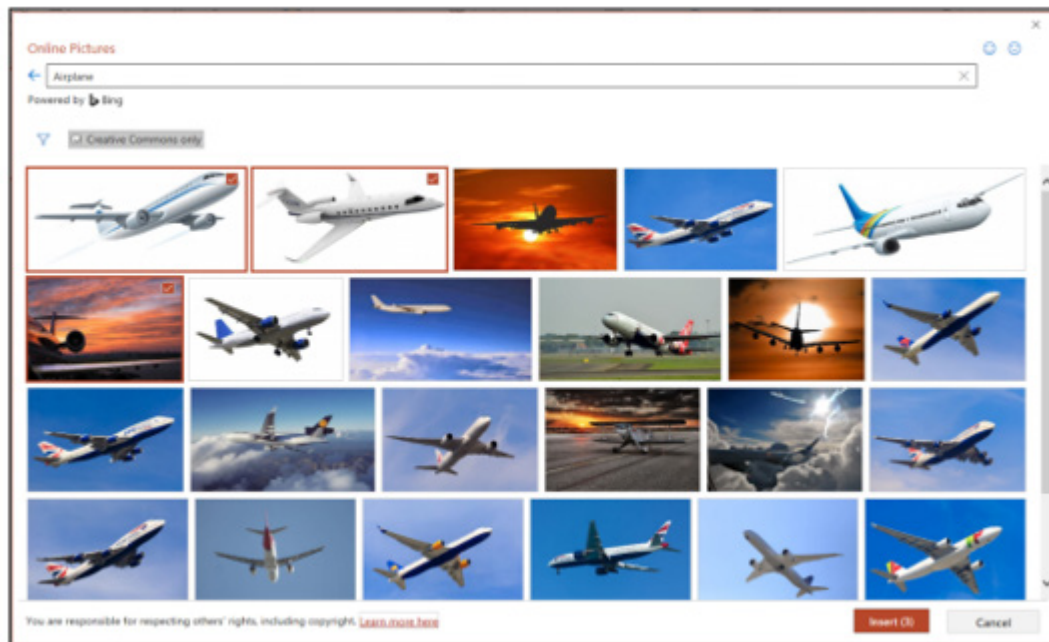 Online Pictures
Airplane
Powered by Bing
Creative Commons only
You are responsible for respecting others' rights, including copyright. Learn more here
Insert (3)
Cancel